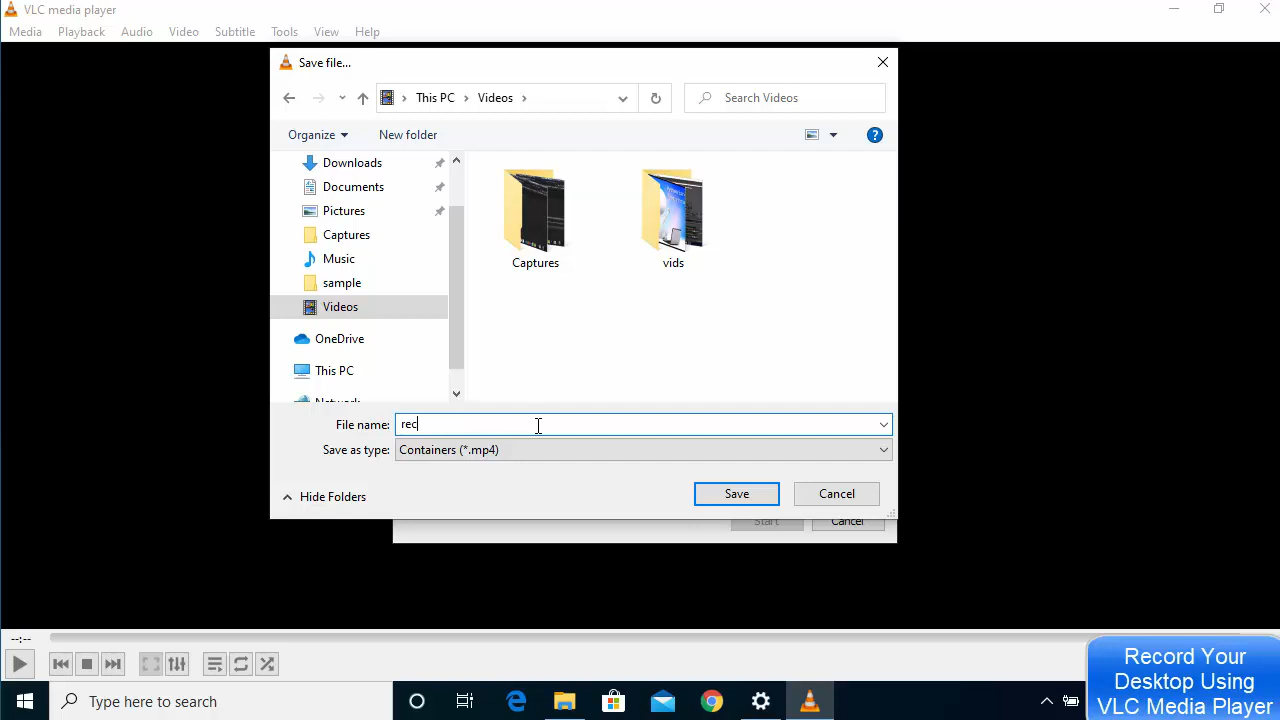 VLC media player
Media Playback Audio Video Subtitle Tools View Help
Save file...
This PC > Videos >
Search Videos
Organize
New folder
Downloads
Documents
Pictures
Captures
Music
sample
Videos
OneDrive
This PC
Network
Captures
vids
File name: rec
Save as type: Containers (*.mp4)
Hide Folders
Save
Cancel
Start
Cancel
--:--
Type here to search
Record Your
Desktop Using
VLC Media Player